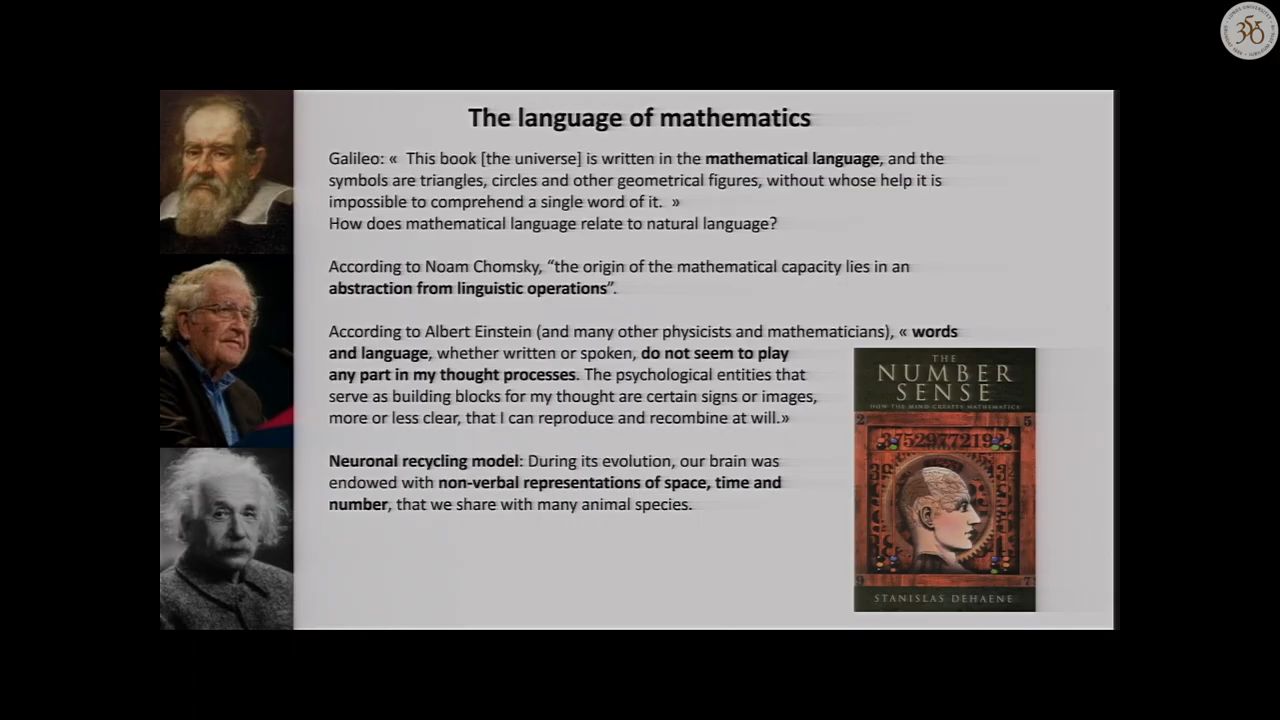 The language of mathematics
Galileo: « This book [the universe] is written in the mathematical language, and the
symbols are triangles, circles and other geometrical figures, without whose help it is
impossible to comprehend a single word of it. »
How does mathematical language relate to natural language?
According to Noam Chomsky, “the origin of the mathematical capacity lies in an
abstraction from linguistic operations”.
According to Albert Einstein (and many other physicists and mathematicians), « words
and language, whether written or spoken, do not seem to play
any part in my thought processes. The psychological entities that
serve as building blocks for my thought are certain signs or images,
more or less clear, that I can reproduce and recombine at will.»
Neuronal recycling model: During its evolution, our brain was
endowed with non-verbal representations of space, time and
number, that we share with many animal species.
THE
NUMBER
SENSE
HOW THE MIND CREATES MATHEMATICS
2 5
752977219
9 7
STANISLAS DEHAENE
350